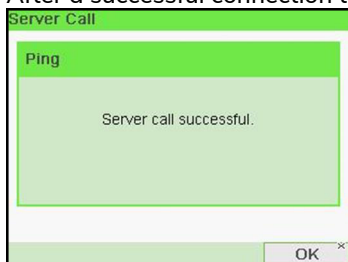 After a successful connection t
Server Call
Ping
Server call successful.
OK